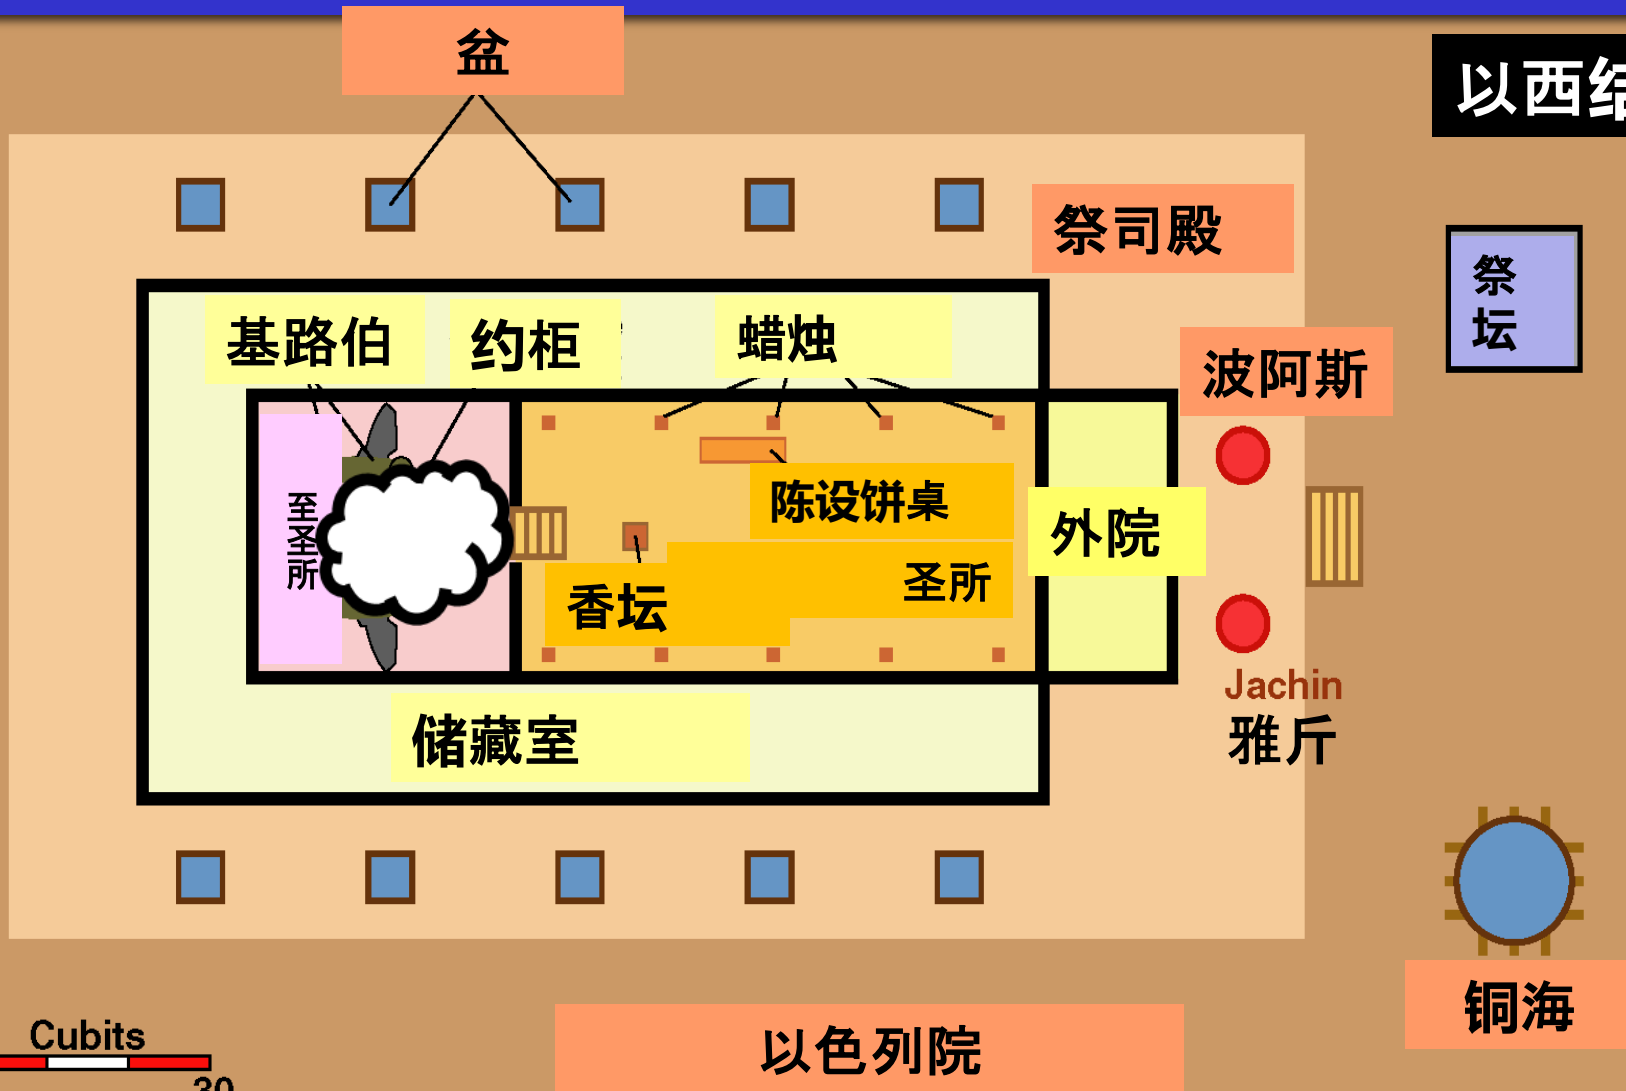 盆
以西结
祭司殿
祭
坛
基路伯
约柜
蜡烛
波阿斯
至
圣
所
陈设饼桌
外院
圣所
香坛
Jachin
雅斤
储藏室
铜海
Cubits
以色列院
30